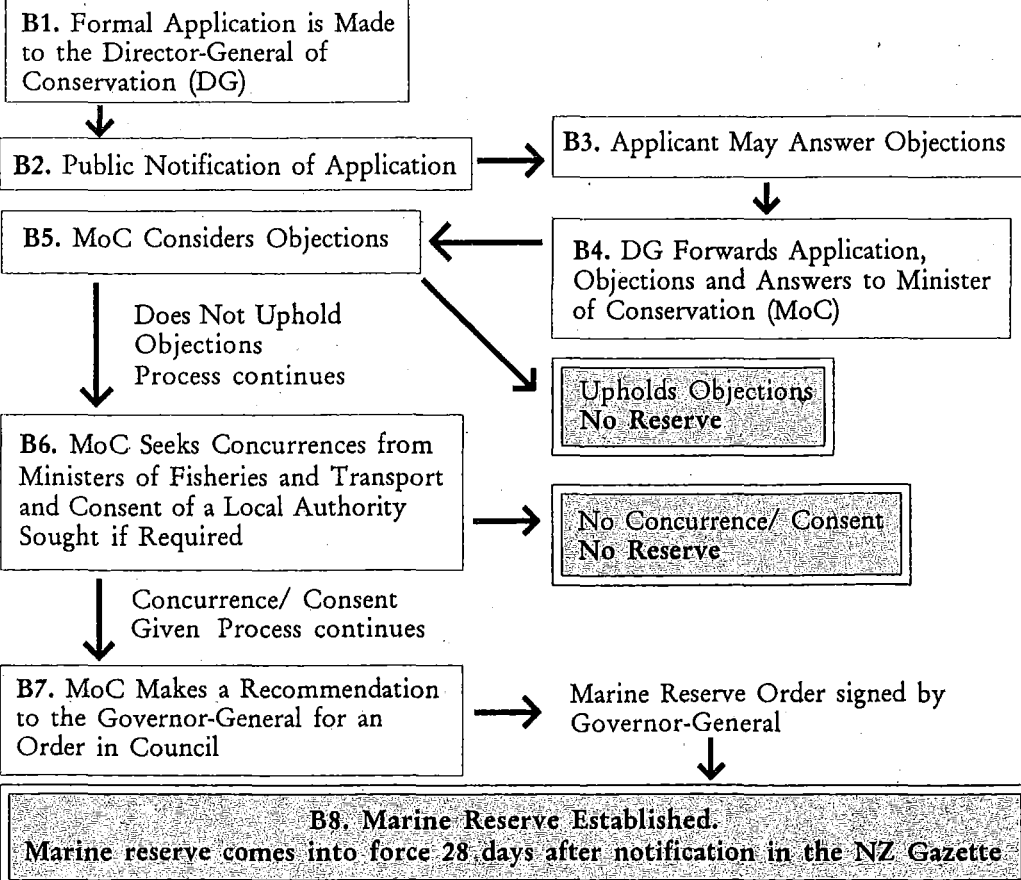 B1. Formal Application is Made
to the Director-General of
Conservation (DG)
B2. Public Notification of Application
B3. Applicant May Answer Objections
B4. DG Forwards Application,
Objections and Answers to Minister
of Conservation (MoC)
B5. MoC Considers Objections
Does Not Uphold
Objections
Process continues
Upholds Objections
No Reserve
B6. MoC Seeks Concurrences from
Ministers of Fisheries and Transport
and Consent of a Local Authority
Sought if Required
No Concurrence/ Consent
No Reserve
Concurrence/ Consent
Given Process continues
B7. MoC Makes a Recommendation
to the Governor-General for an
Order in Council
Marine Reserve Order signed by
Governor-General
B8. Marine Reserve Established.
Marine reserve comes into force 28 days after notification in the NZ Gazette